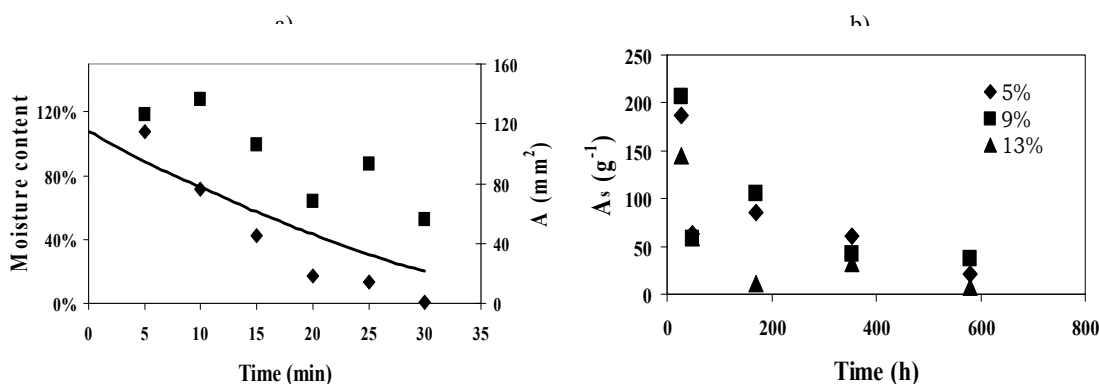 a)
b)
160
120
80
40
0
120%
80%
40%
0%
Moisture content
A (mm²)
0 5 10 15 20 25 30 35
Time (min)
250
200
150
100
50
0
As (g⁻¹)
5%
9%
13%
0 200 400 600 800
Time (h)